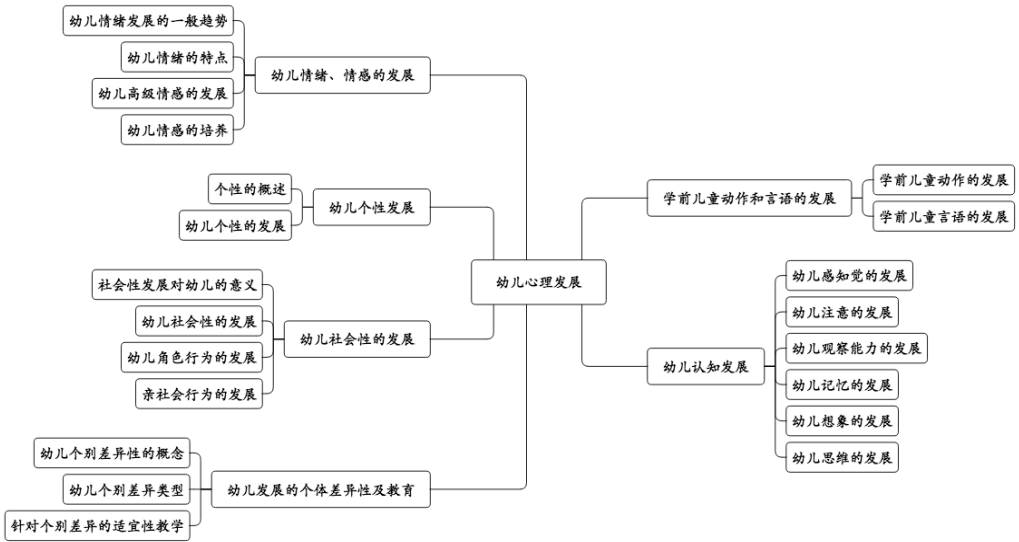 幼儿心理发展
学前儿童动作和言语的发展
学前儿童动作的发展
学前儿童言语的发展
幼儿认知发展
幼儿感知觉的发展
幼儿注意的发展
幼儿观察能力的发展
幼儿记忆的发展
幼儿想象的发展
幼儿思维的发展
幼儿情绪、情感的发展
幼儿情绪发展的一般趋势
幼儿情绪的特点
幼儿高级情感的发展
幼儿情感的培养
幼儿个性发展
个性的概述
幼儿个性的发展
幼儿社会性的发展
社会性发展对幼儿的意义
幼儿社会性的发展
幼儿角色行为的发展
亲社会行为的发展
幼儿发展的个体差异性及教育
幼儿个别差异性的概念
幼儿个别差异类型
针对个别差异的适宜性教学